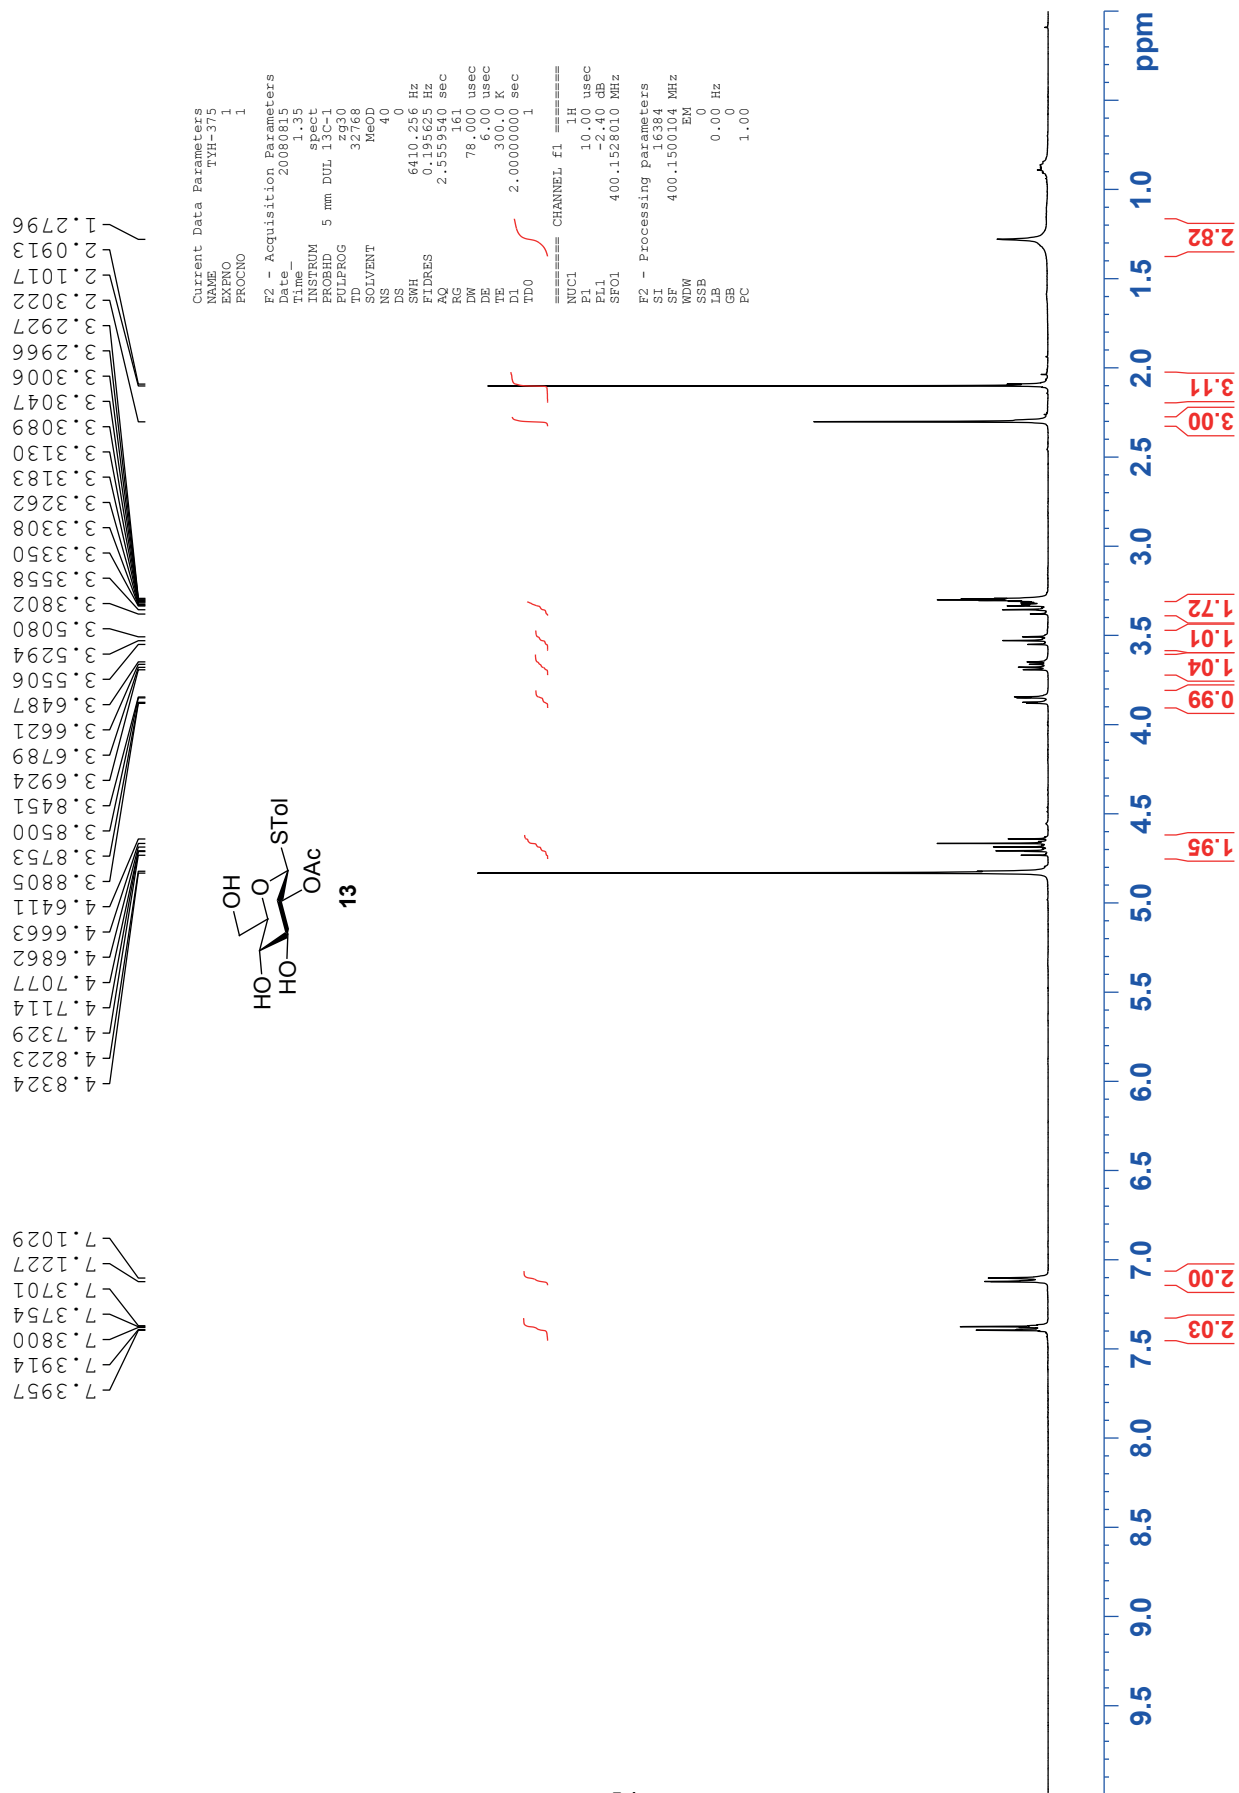 7.3957
7.3914
7.3800
7.3754
7.3701
7.1227
7.1029
4.8324
4.8223
4.7329
4.7114
4.7077
4.6862
4.6663
4.6411
3.8805
3.8753
3.8500
3.8451
3.6924
3.6789
3.6621
3.6487
3.5506
3.5294
3.5080
3.3802
3.3558
3.3350
3.3308
3.3262
3.3183
3.3130
3.3089
3.3047
3.3006
3.2966
3.2927
2.3022
2.1017
2.0913
1.2796
Current Data Parameters
NAME TYH-375
EXPNO 1
PROCNO 1
F2 - Acquisition Parameters
Date_ 20080815
Time 1.35
INSTRUM spect
PROBHD 5 mm DUL 13C-1
PULPROG zg30
TD 32768
SOLVENT MeOD
NS 40
DS 0
SWH 6410.256 Hz
FIDRES 0.195625 Hz
AQ 2.5559540 sec
RG 161
DW 78.000 usec
DE 6.00 usec
TE 300.0 K
D1 2.00000000 sec
TD0 1
======== CHANNEL f1 ========
NUC1 1H
P1 10.00 usec
PL1 -2.40 dB
SFO1 400.1528010 MHz
F2 - Processing parameters
SI 16384
SF 400.1500104 MHz
WDW EM
SSB 0
LB 0.00 Hz
GB 0
PC 1.00
OH
HO
O
STol
HO
OAc
13
9.5 9.0 8.5 8.0 7.5 7.0 6.5 6.0 5.5 5.0 4.5 4.0 3.5 3.0 2.5 2.0 1.5 1.0 ppm
2.03
2.00
1.95
0.99
1.04
1.01
1.72
3.00
3.11
2.82